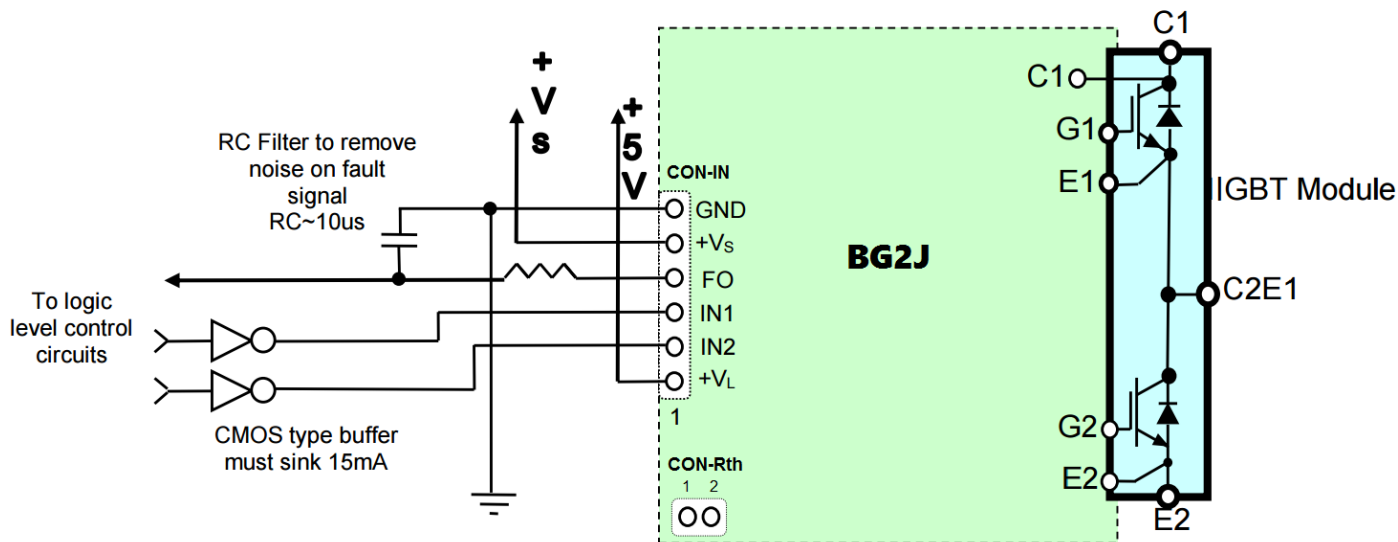 RC Filter to remove
noise on fault
signal
RC~10us
To logic
level control
circuits
CMOS type buffer
must sink 15mA
+
V
s
+
5
V
CON-IN
GND
+VS
FO
IN1
IN2
+VL
1
CON-Rth
1 2
BG2J
C1
C1
G1
E1
IIGBT Module
C2E1
G2
E2
E2